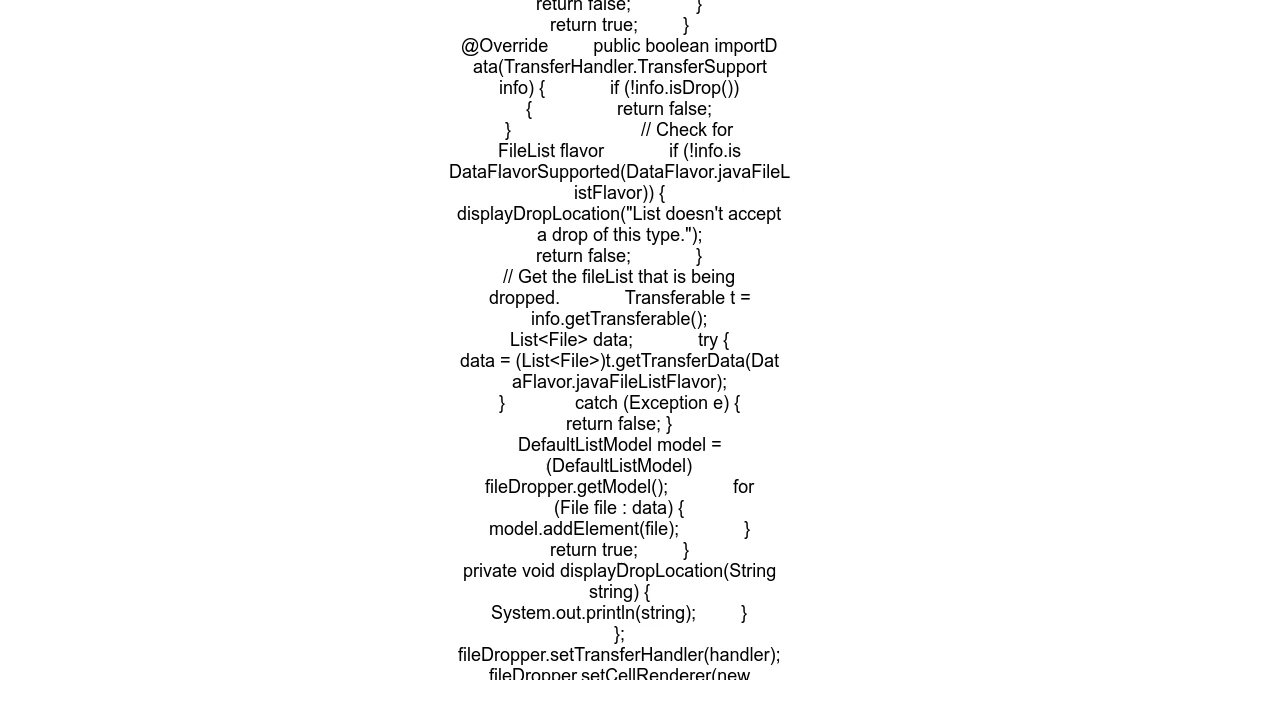 return false;             }
return true;         }
@Override         public boolean importD
ata(TransferHandler.TransferSupport
info) {             if (!info.isDrop())
{                 return false;
}                          // Check for
FileList flavor             if (!info.is
DataFlavorSupported(DataFlavor.javaFileL
istFlavor)) {
displayDropLocation("List doesn't accept
a drop of this type.");
return false;             }
// Get the fileList that is being
dropped.             Transferable t =
info.getTransferable();
List<File> data;             try {
data = (List<File>)t.getTransferData(Dat
aFlavor.javaFileListFlavor);
}              catch (Exception e) {
return false; }
DefaultListModel model =
(DefaultListModel)
fileDropper.getModel();             for
(File file : data) {
model.addElement(file);             }
return true;         }
private void displayDropLocation(String
string) {
System.out.println(string);         }
};
fileDropper.setTransferHandler(handler);
fileDropper.setCellRenderer(new